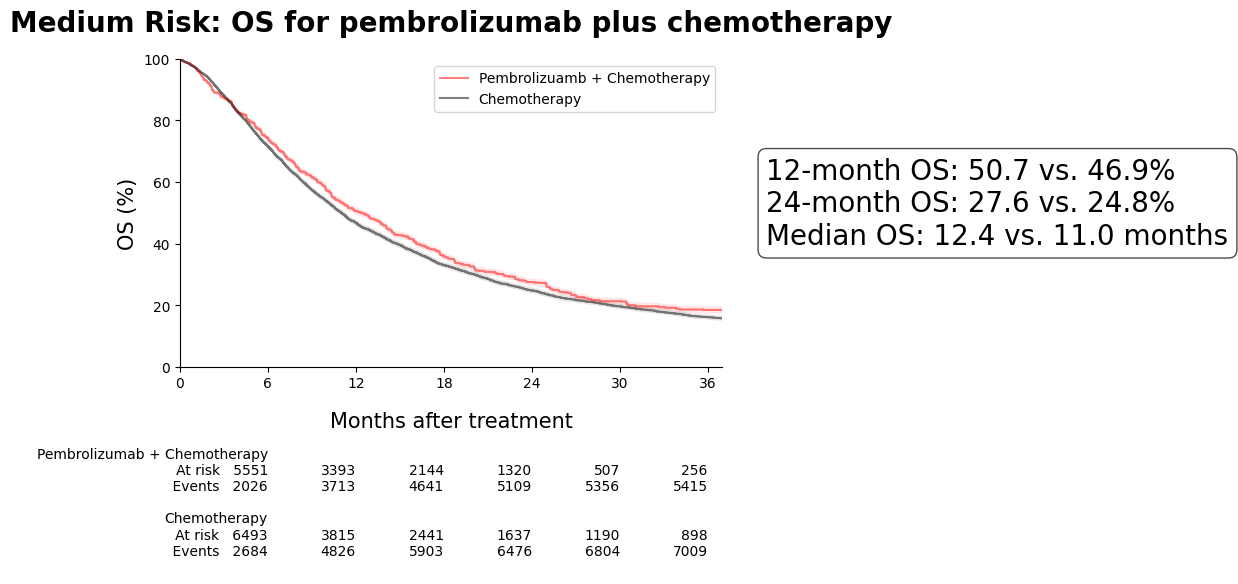 Medium Risk: OS for pembrolizumab plus chemotherapy
100
80
60
40
20
0
OS (%)
Pembrolizuamb + Chemotherapy
Chemotherapy
0 6 12 18 24 30 36
Months after treatment
12-month OS: 50.7 vs. 46.9%
24-month OS: 27.6 vs. 24.8%
Median OS: 12.4 vs. 11.0 months
Pembrolizumab + Chemotherapy
At risk 5551 3393 2144 1320 507 256
Events 2026 3713 4641 5109 5356 5415
Chemotherapy
At risk 6493 3815 2441 1637 1190 898
Events 2684 4826 5903 6476 6804 7009